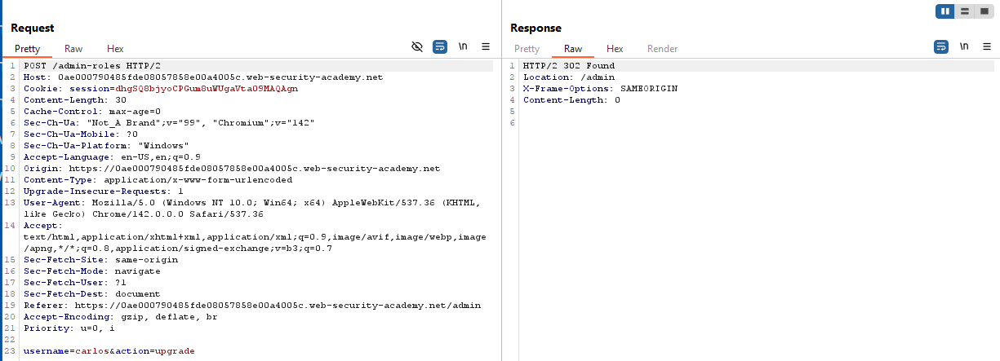 Request
Pretty Raw Hex
\n
1 POST /admin-roles HTTP/2
2 Host: 0ae000790485fde08057858e00a4005c.web-security-academy.net
3 Cookie: session=dhgSQ8bjyoCPGum8uWUgaVta09MAQAgn
4 Content-Length: 30
5 Cache-Control: max-age=0
6 Sec-Ch-Ua: "Not_A Brand";v="99", "Chromium";v="142"
7 Sec-Ch-Ua-Mobile: ?0
8 Sec-Ch-Ua-Platform: "Windows"
9 Accept-Language: en-US,en;q=0.9
10 Origin: https://0ae000790485fde08057858e00a4005c.web-security-academy.net
11 Content-Type: application/x-www-form-urlencoded
12 Upgrade-Insecure-Requests: 1
13 User-Agent: Mozilla/5.0 (Windows NT 10.0; Win64; x64) AppleWebKit/537.36 (KHTML,
like Gecko) Chrome/142.0.0.0 Safari/537.36
14 Accept:
text/html,application/xhtml+xml,application/xml;q=0.9,image/avif,image/webp,image
/apng,*/*;q=0.8,application/signed-exchange;v=b3;q=0.7
15 Sec-Fetch-Site: same-origin
16 Sec-Fetch-Mode: navigate
17 Sec-Fetch-User: ?1
18 Sec-Fetch-Dest: document
19 Referer: https://0ae000790485fde08057858e00a4005c.web-security-academy.net/admin
20 Accept-Encoding: gzip, deflate, br
21 Priority: u=0, i
22
23 username=carlos&action=upgrade
Response
Pretty Raw Hex Render
\n
1 HTTP/2 302 Found
2 Location: /admin
3 X-Frame-Options: SAMEORIGIN
4 Content-Length: 0
5
6